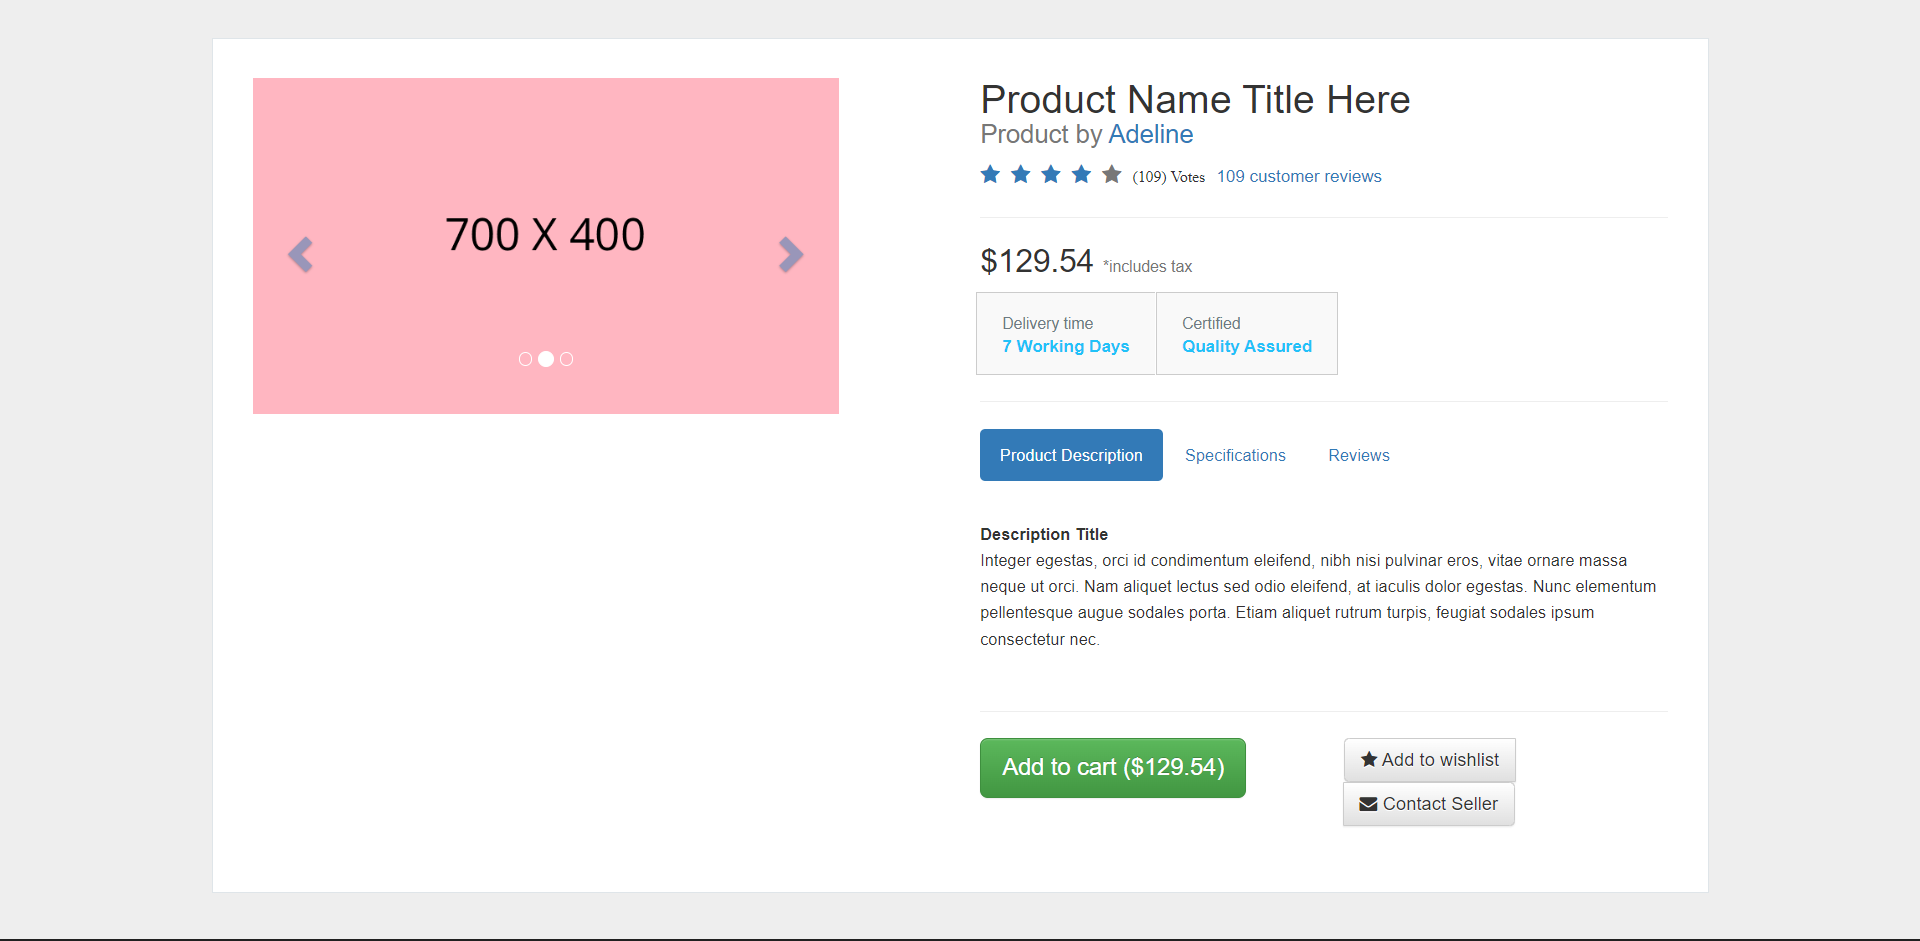 700 X 400
Product Name Title Here
Product by Adeline
(109) Votes 109 customer reviews
$129.54 *includes tax
Delivery time
7 Working Days
Certified
Quality Assured
Product Description Specifications Reviews
Description Title
Integer egestas, orci id condimentum eleifend, nibh nisi pulvinar eros, vitae ornare massa
neque ut orci. Nam aliquet lectus sed odio eleifend, at iaculis dolor egestas. Nunc elementum
pellentesque augue sodales porta. Etiam aliquet rutrum turpis, feugiat sodales ipsum
consectetur nec.
Add to cart ($129.54)
Add to wishlist
Contact Seller